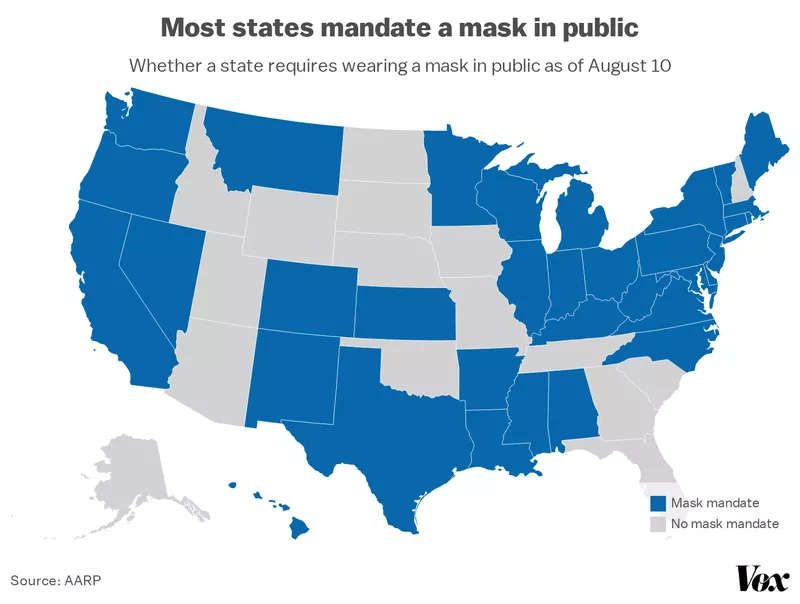 Most states mandate a mask in public
Whether a state requires wearing a mask in public as of August 10
Mask mandate
No mask mandate
Source: AARP
Vox